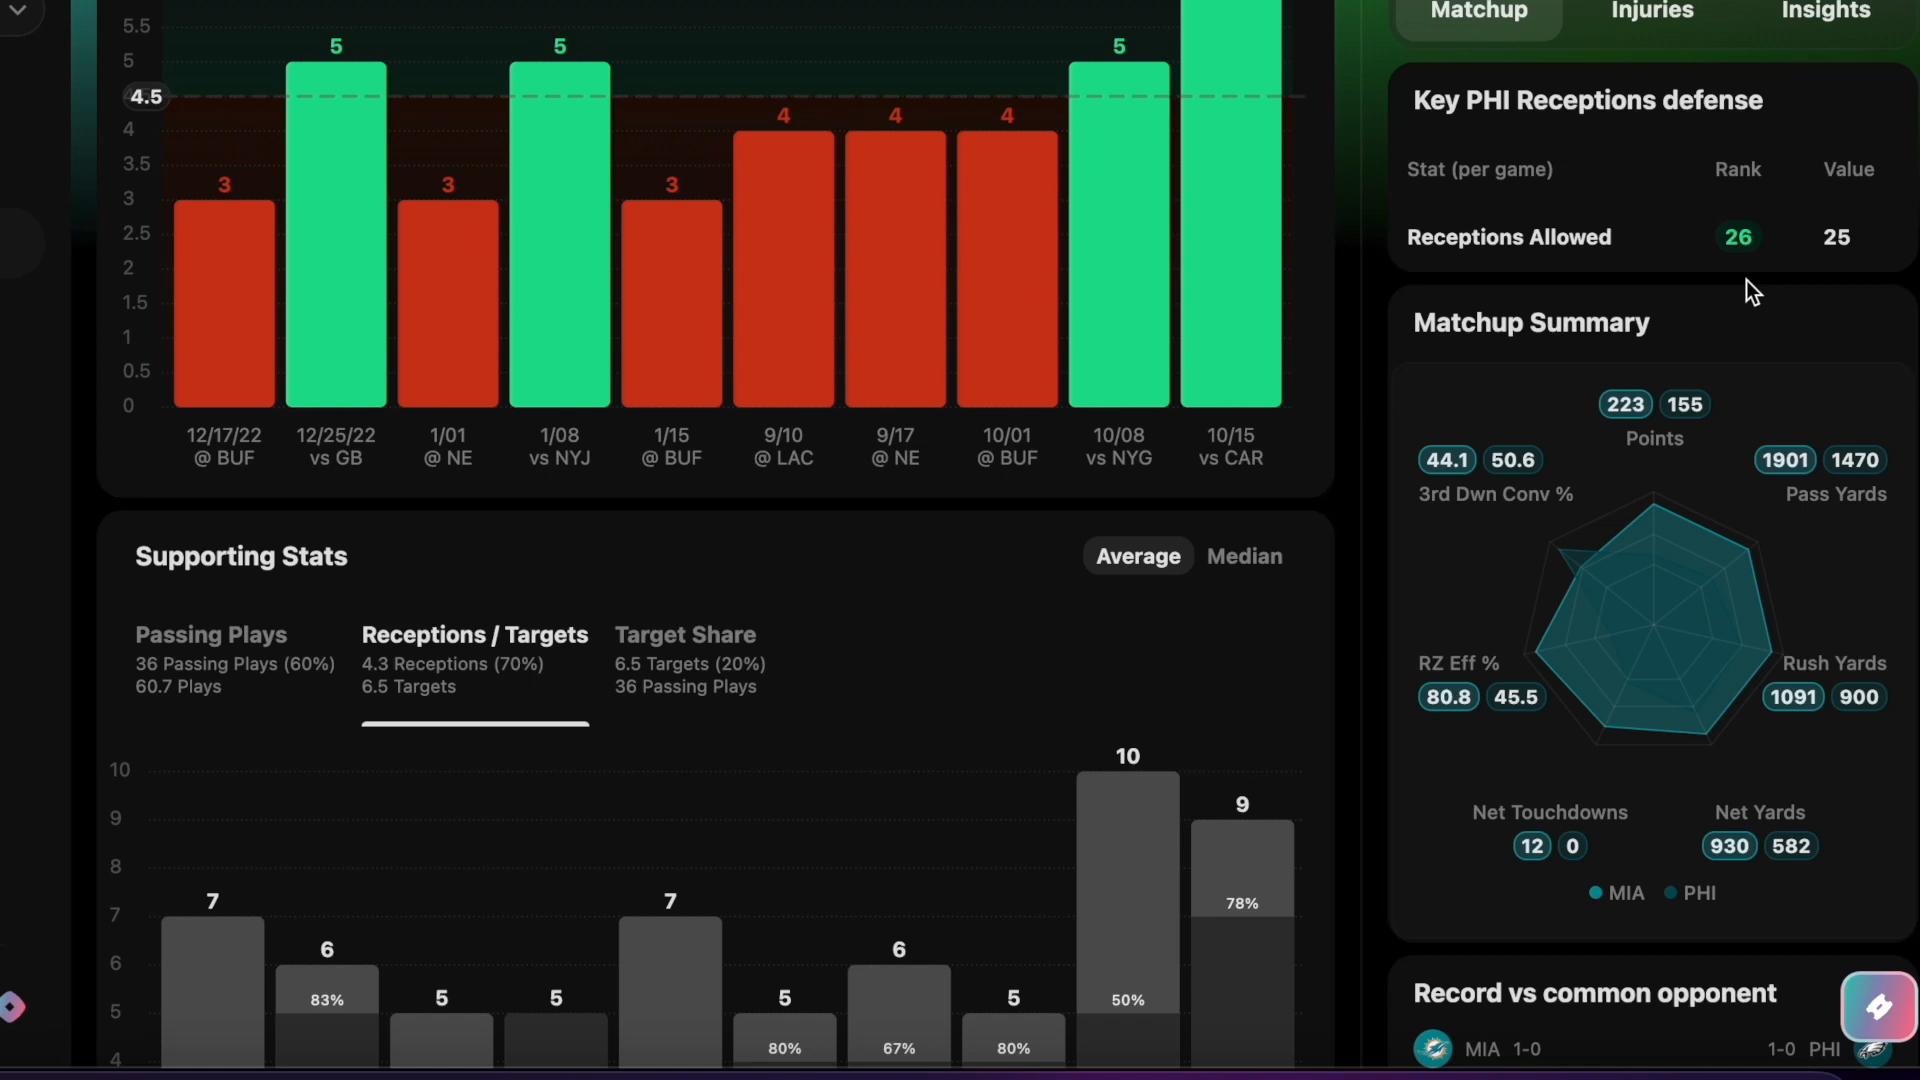 5.5
5
4.5
4
3.5
3
2.5
2
1.5
1
0.5
0
3
5
3
5
3
4
4
4
5
12/17/22
@ BUF
12/25/22
vs GB
1/01
@ NE
1/08
vs NYJ
1/15
@ BUF
9/10
@ LAC
9/17
@ NE
10/01
@ BUF
10/08
vs NYG
10/15
vs CAR
Supporting Stats
Average
Median
Passing Plays
36 Passing Plays (60%)
60.7 Plays
Receptions / Targets
4.3 Receptions (70%)
6.5 Targets
Target Share
6.5 Targets (20%)
36 Passing Plays
10
9
8
7
6
5
4
7
6
83%
5
5
7
5
80%
6
67%
5
80%
10
50%
9
78%
Matchup
Injuries
Insights
Key PHI Receptions defense
Stat (per game)
Rank
Value
Receptions Allowed
26
25
Matchup Summary
223
155
Points
44.1
50.6
3rd Dwn Conv %
1901
1470
Pass Yards
RZ Eff %
80.8
45.5
Rush Yards
1091
900
Net Touchdowns
12
0
Net Yards
930
582
MIA
PHI
Record vs common opponent
MIA 1-0
1-0 PHI